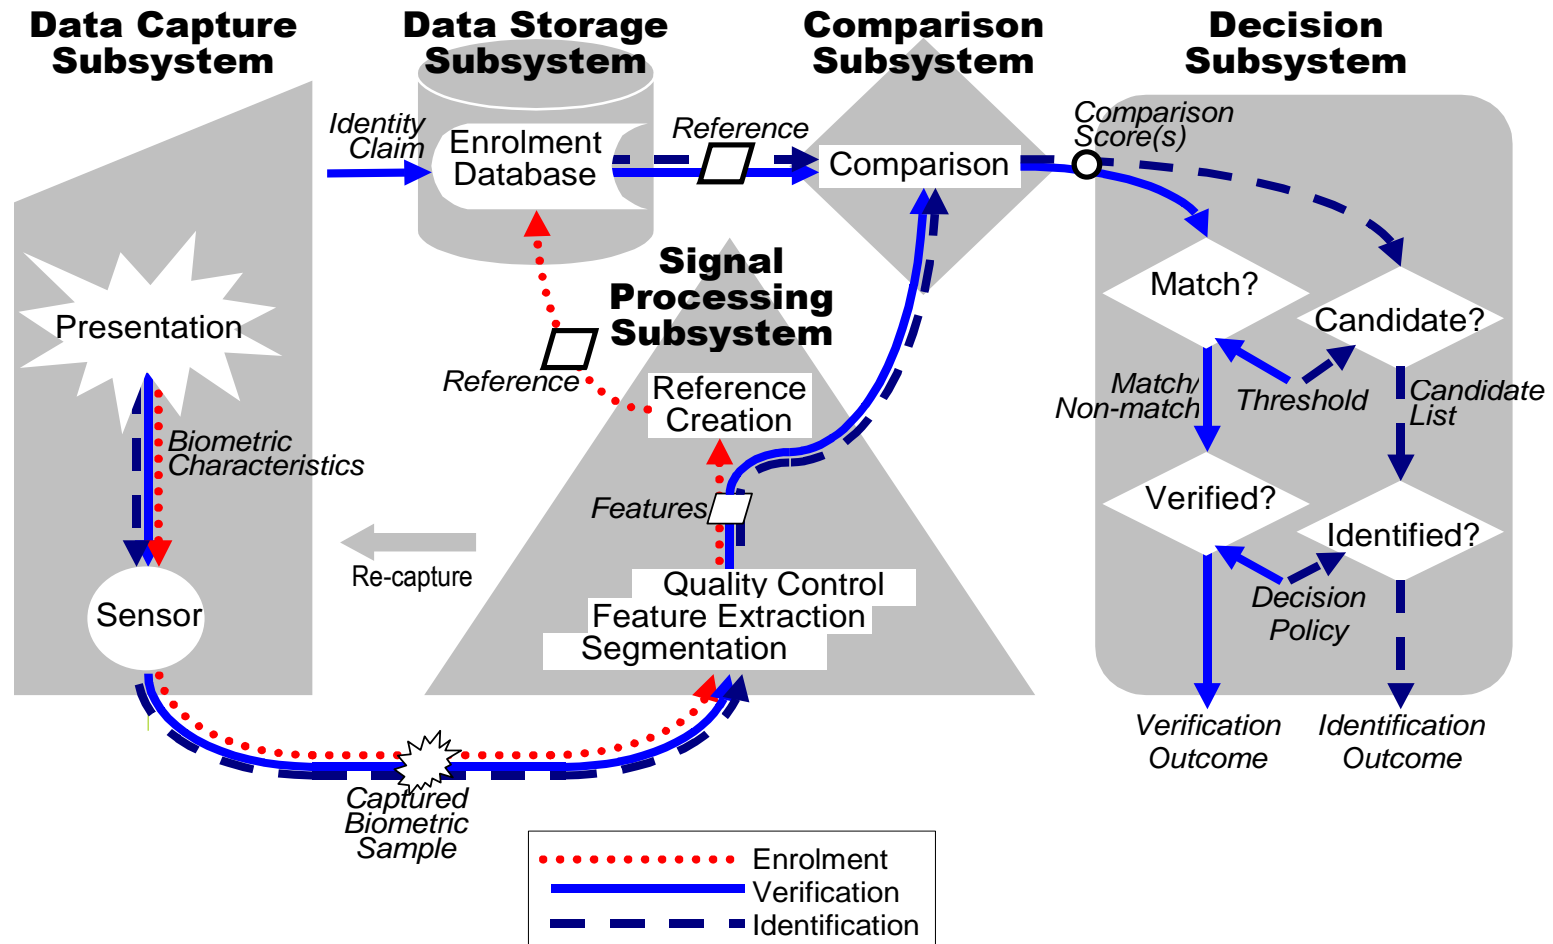 Data Capture
Subsystem
Data Storage
Subsystem
Comparison
Subsystem
Decision
Subsystem
Identity
Claim
Enrolment
Database
Reference
Comparison
Comparison
Score(s)
Signal
Processing
Subsystem
Presentation
Match?
Candidate?
Reference
Reference
Creation
Match/
Non-match
Threshold
Candidate
List
Biometric
Characteristics
Features
Verified?
Identified?
Re-capture
Quality Control
Feature Extraction
Segmentation
Sensor
Decision
Policy
Verification
Outcome
Identification
Outcome
Captured
Biometric
Sample
Enrolment
Verification
Identification